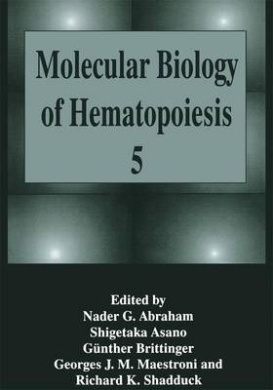 Molecular Biology
of Hematopoiesis
5
Edited by
Nader G. Abraham
Shigetaka Asano
Günther Brittinger
Georges J. M. Maestroni and
Richard K. Shadduck